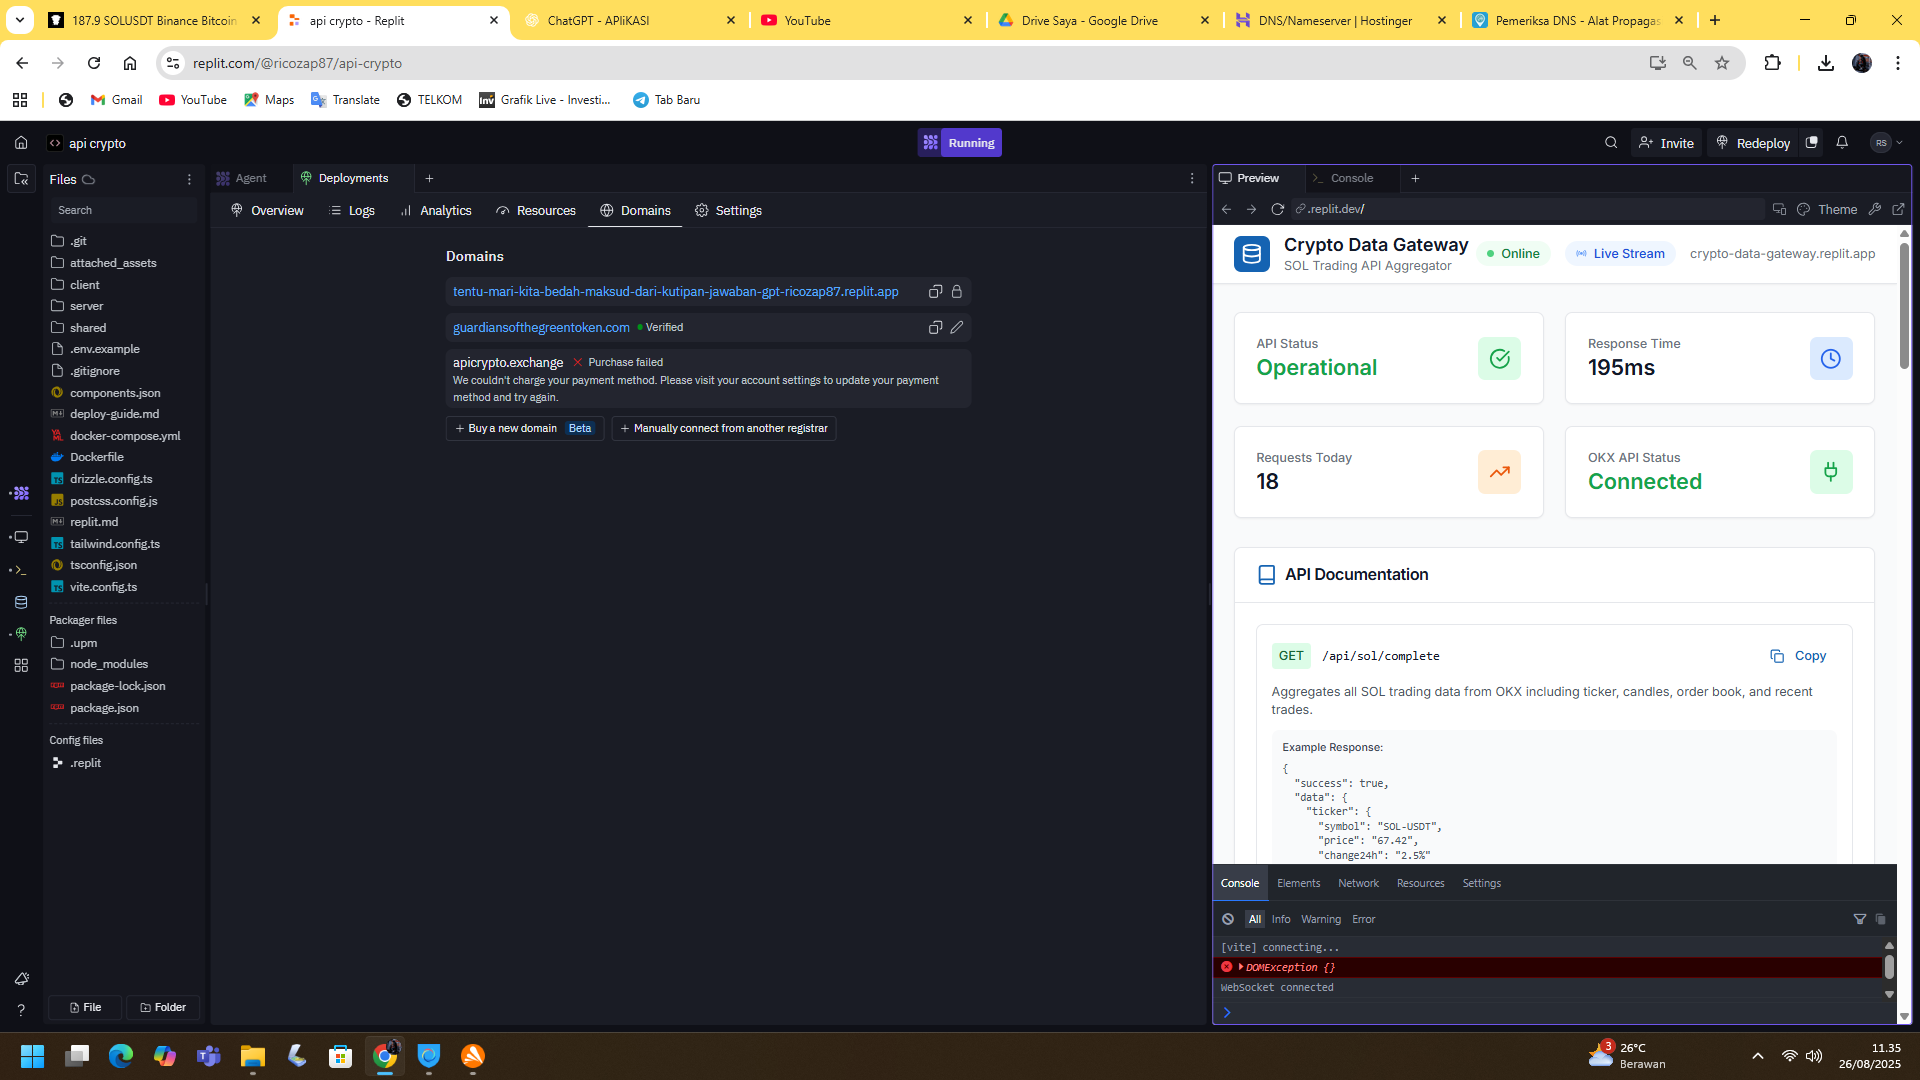 187.9 SOLUSDT Binance Bitcoin
api crypto - Replit
ChatGPT - APliKASI
YouTube
Drive Saya - Google Drive
DNS/Nameserver | Hostinger
Pemeriksa DNS - Alat Propagas
replit.com/@ricozap87/api-crypto
Gmail
YouTube
Maps
Translate
TELKOM
Inv
Grafik Live - Investi...
Tab Baru
api crypto
Running
Invite
Redeploy
RS
Files
Search
.git
attached_assets
client
server
shared
.env.example
.gitignore
components.json
deploy-guide.md
docker-compose.yml
Dockerfile
drizzle.config.ts
postcss.config.js
replit.md
tailwind.config.ts
tsconfig.json
vite.config.ts
Packager files
.upm
node_modules
package-lock.json
package.json
Config files
.replit
File
Folder
Agent
Deployments
Overview
Logs
Analytics
Resources
Domains
Settings
Domains
tentu-mari-kita-bedah-maksud-dari-kutipan-jawaban-gpt-ricozap87.replit.app
guardiansofthegreentoken.com Verified
apicrypto.exchange Purchase failed
We couldn't charge your payment method. Please visit your account settings to update your payment
method and try again.
+ Buy a new domain Beta
+ Manually connect from another registrar
Preview
Console
.replit.dev/
Theme
Crypto Data Gateway
SOL Trading API Aggregator
Online
Live Stream
crypto-data-gateway.replit.app
API Status
Operational
Response Time
195ms
Requests Today
18
OKX API Status
Connected
API Documentation
GET /api/sol/complete
Copy
Aggregates all SOL trading data from OKX including ticker, candles, order book, and recent
trades.
Example Response:
{
"success": true,
"data": {
"ticker": {
"symbol": "SOL-USDT",
"price": "67.42",
"change24h": "2.5%"
Console
Elements
Network
Resources
Settings
All
Info
Warning
Error
[vite] connecting...
DOMException {}
WebSocket connected
3
26°C
Berawan
11.35
26/08/2025